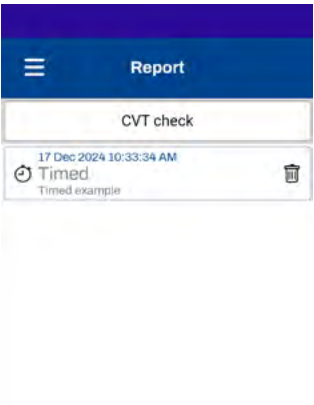 Report
CVT check
17 Dec 2024 10:33:34 AM
Timed
Timed example